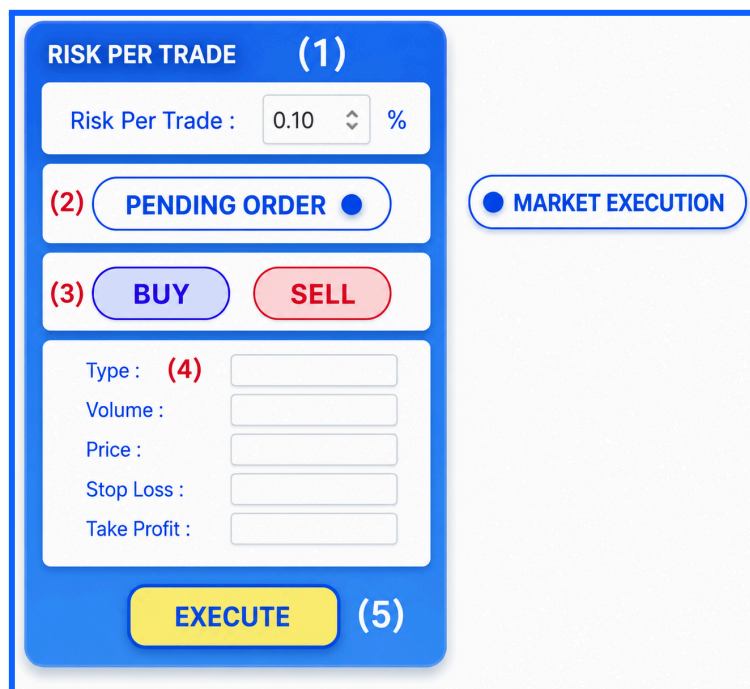 RISK PER TRADE (1)
Risk Per Trade : 0.10 %
(2) PENDING ORDER
MARKET EXECUTION
(3) BUY SELL
Type : (4)
Volume :
Price :
Stop Loss :
Take Profit :
EXECUTE (5)